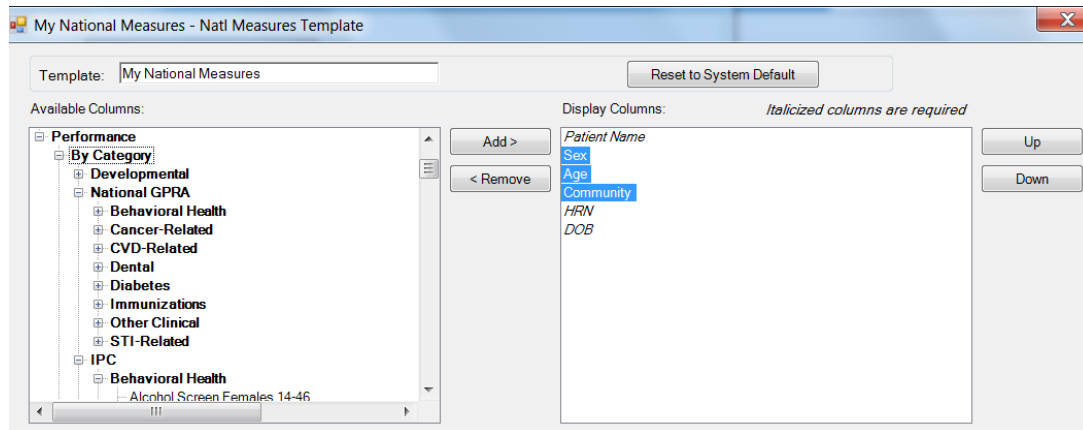 My National Measures - Natl Measures Template
Template: My National Measures
Reset to System Default
Available Columns:
Display Columns: Italicized columns are required
Performance
By Category
Developmental
National GPRA
Behavioral Health
Cancer-Related
CVD-Related
Dental
Diabetes
Immunizations
Other Clinical
STI-Related
IPC
Behavioral Health
Alcohol Screen Females 14-46
Add >
< Remove
Patient Name
Sex
Age
Community
HRN
DOB
Up
Down